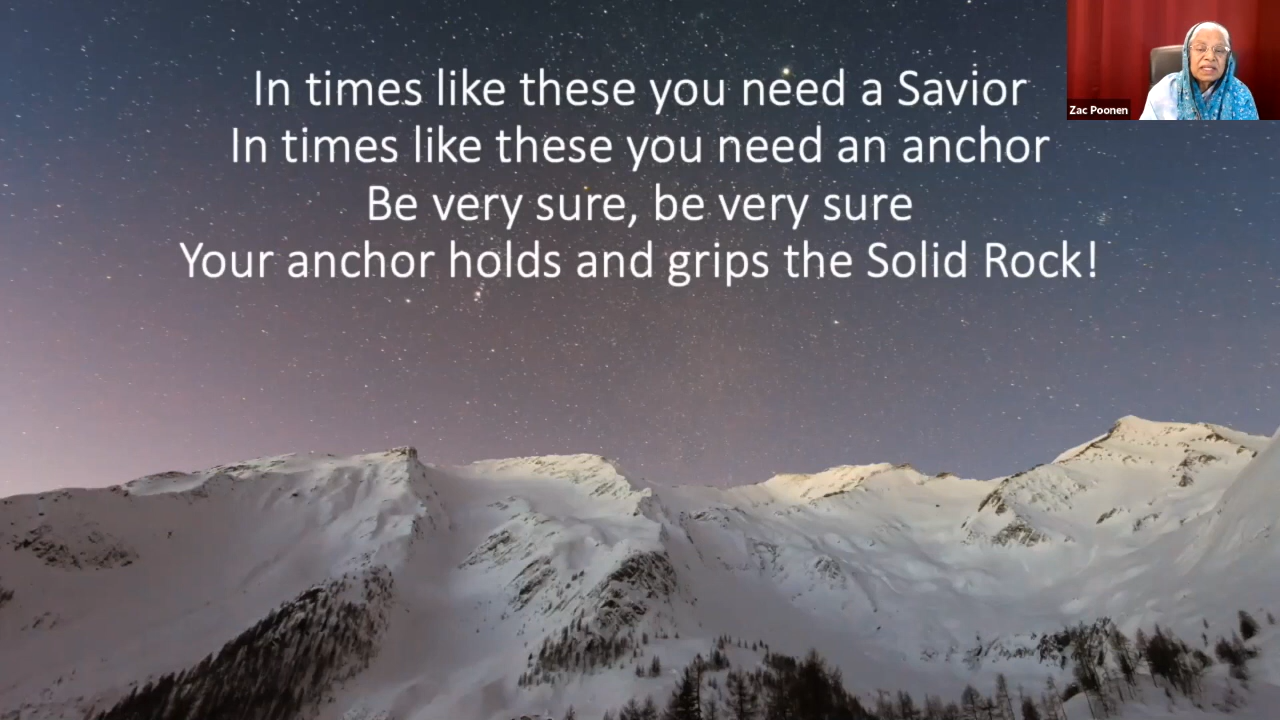 In times like these you need a Savior
In times like these you need an anchor
Be very sure, be very sure
Your anchor holds and grips the Solid Rock!
Zac Poonen